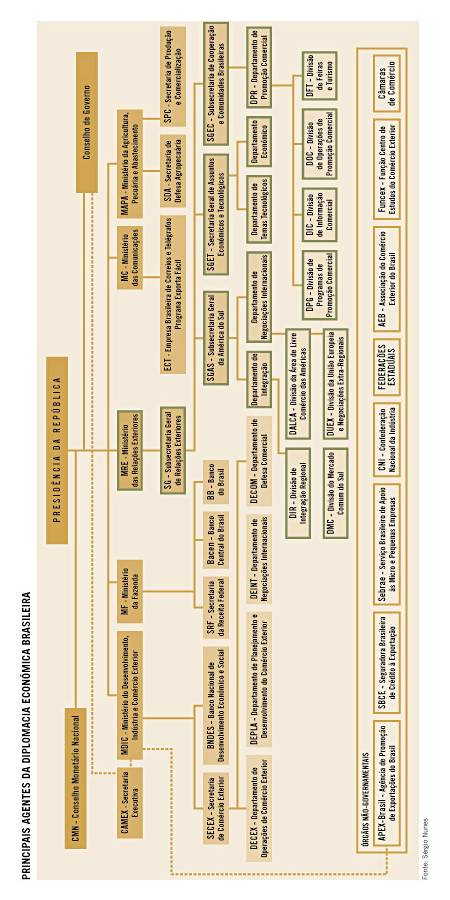 PRINCIPAIS AGENTES DA DIPLOMACIA ECONÔMICA BRASILEIRA
PRESIDÊNCIA DA REPÚBLICA
CMN - Conselho Monetário Nacional
Conselho de Governo
CAMEX - Secretaria
Executiva
MDIC - Ministério do Desenvolvimento,
Indústria e Comércio Exterior
MF - Ministério
da Fazenda
MRE - Ministério
das Relações Exteriores
MC - Ministério
das Comunicações
MAPA - Ministério da Agricultura,
Pecuária e Abastecimento
SG - Subsecretaria Geral
de Relações Exteriores
ECT - Empresa Brasileira de Correios e Telégrafos
Programa Exporta Fácil
SDA - Secretaria de
Defesa Agropecuária
SPC - Secretaria de Produção
e Comercialização
SECEX - Secretaria
de Comércio Exterior
BNDES - Banco Nacional de
Desenvolvimento Econômico e Social
SRF - Secretaria
da Receita Federal
Bacen - Banco
Central do Brasil
BB - Banco
do Brasil
SGAS - Subsecretaria Geral
da América do Sul
SGET - Secretaria Geral de Assuntos
Econômicos e Tecnológicos
SGEC - Subsecretaria de Cooperação
e Comunidades Brasileiras
DECEX - Departamento de
Operações de Comércio Exterior
DEPLA - Departamento de Planejamento e
Desenvolvimento do Comércio Exterior
DEINT - Departamento de
Negociações Internacionais
DECOM - Departamento de
Defesa Comercial
Departamento de
Integração
Departamento de
Negociações Internacionais
Departamento de
Temas Tecnológicos
Departamento
Econômico
DPR - Departamento de
Promoção Comercial
DIR - Divisão de
Integração Regional
DALCA - Divisão da Área de Livre
Comércio das Américas
DPG - Divisão de
Programas de
Promoção Comercial
DIC - Divisão
de Informação
Comercial
DOC - Divisão
de Operações de
Promoção Comercial
DFT - Divisão
de Feiras
e Turismo
DMC - Divisão do Mercado
Comum do Sul
DUEX - Divisão da União Europeia
e Negociações Extra-Regionais
ÓRGÃOS NÃO-GOVERNAMENTAIS
APEX-Brasil - Agência de Promoção
de Exportações do Brasil
SBCE - Seguradora Brasileira
de Crédito à Exportação
Sebrae - Serviço Brasileiro de Apoio
às Micro e Pequenas Empresas
CNI - Confederação
Nacional da Indústria
FEDERAÇÕES
ESTADUAIS
AEB - Associação do Comércio
Exterior do Brasil
Funcex - Função Centro de
Estudos do Comércio Exterior
Câmaras
de Comércio
Fonte: Sérgio Nunes